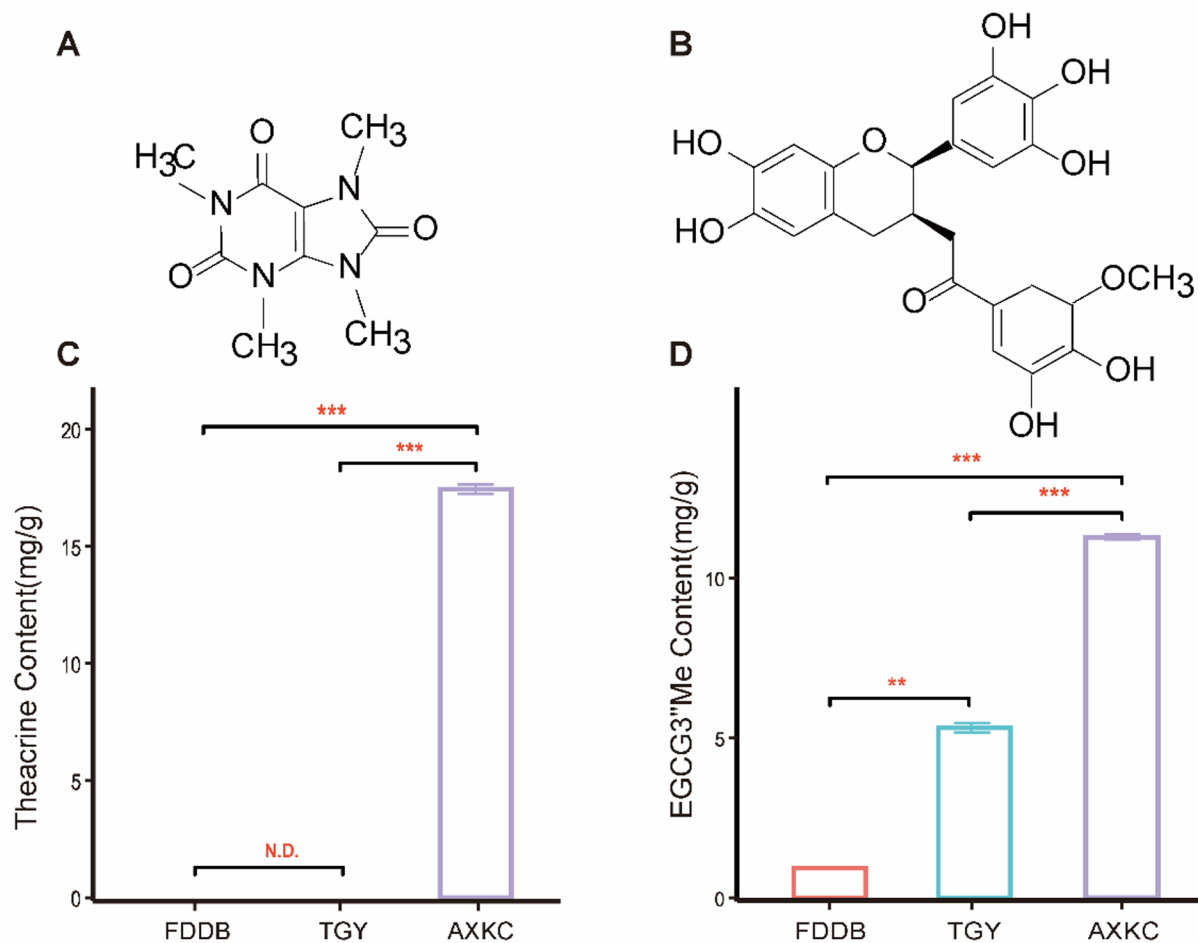 A
B
O
CH3
H3C
N
N
O
O
N
N
CH3
CH3
OH
OH
HO
O
OH
HO
O
OCH3
OH
OH
C
D
Theacrine Content(mg/g)
20
15
10
5
0
***
***
N.D.
FDDB TGY AXKC
EGCG3"Me Content(mg/g)
10
5
0
***
***
**
FDDB TGY AXKC